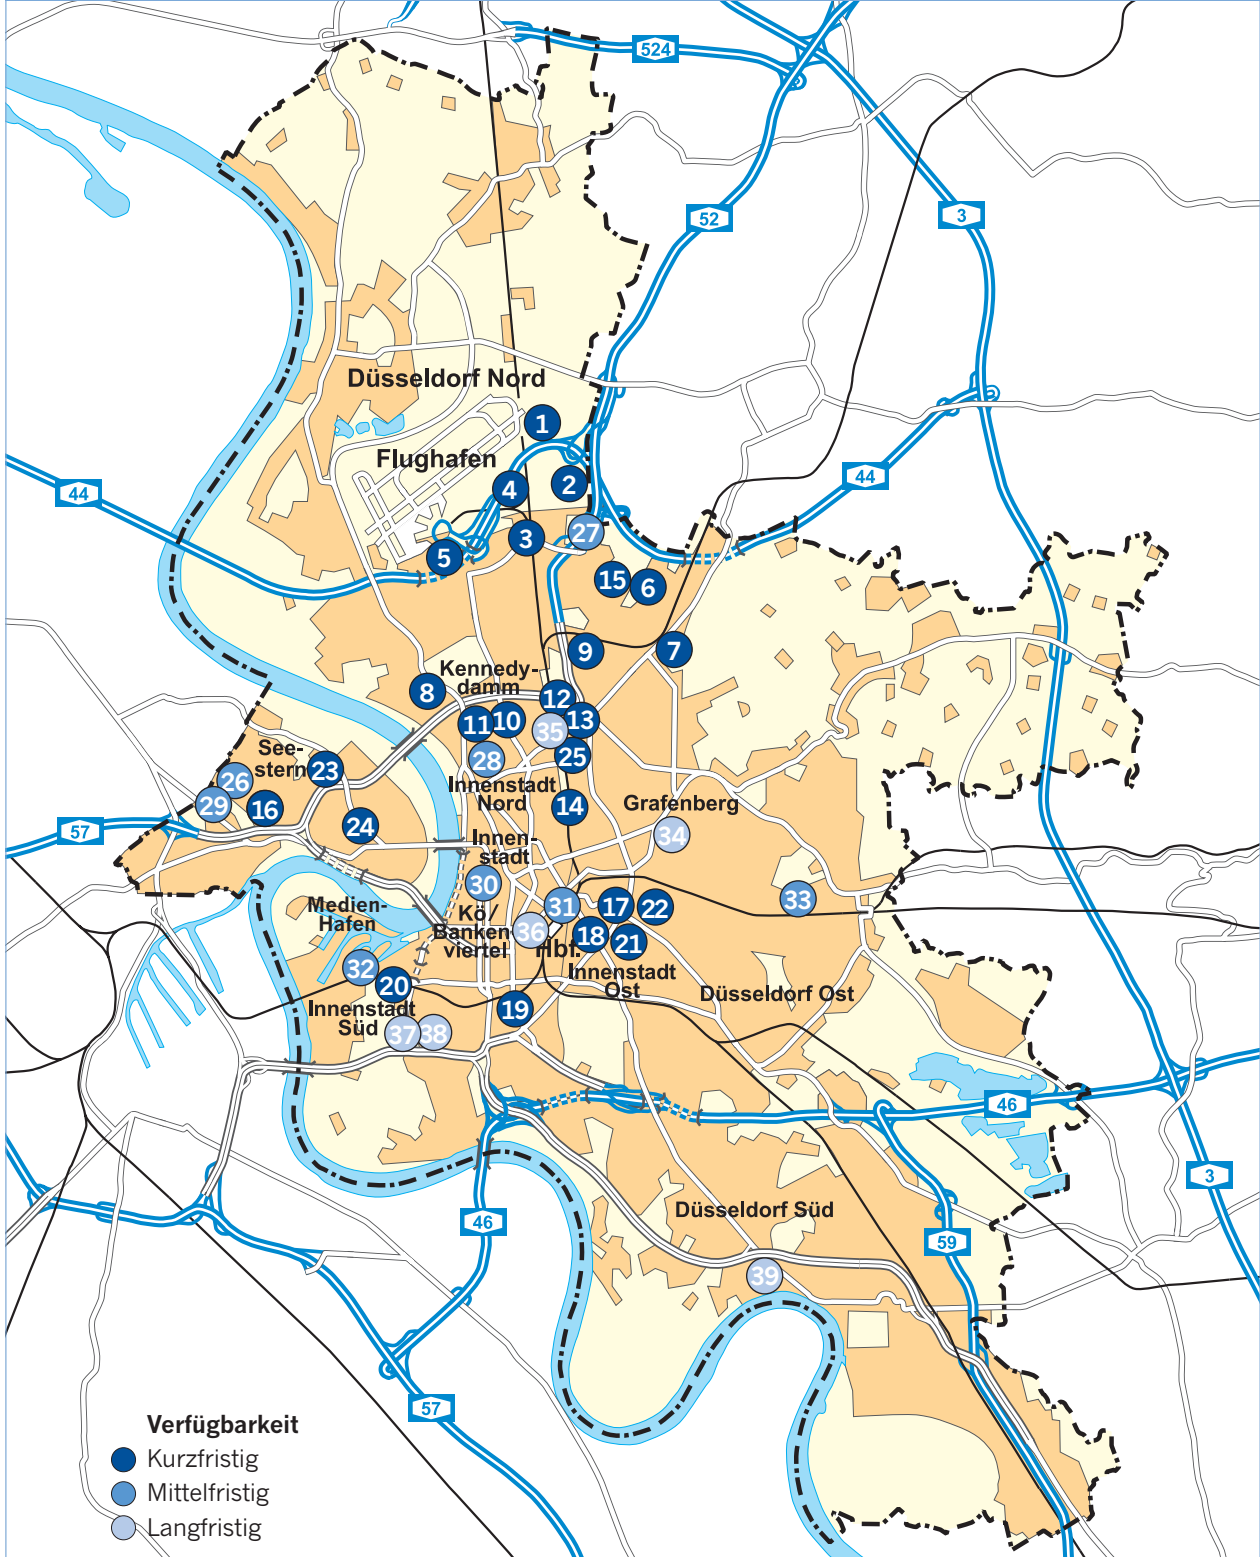 524
52
3
Düsseldorf Nord
1
Flughafen
44
4
2
44
27
3
5
15
6
9
7
Kennedy-
damm
8
12
11
10
35
13
See-
stern
23
26
28
25
Innenstadt
Nord
29
16
14
Grafenberg
57
24
34
Innen-
stadt
30
33
Medien-
Hafen
Kö/
Banken
viertel
31
17
22
36
18
21
Hbf.
32
20
Innenstadt
Ost
Düsseldorf Ost
Innenstadt
Süd
19
37
38
46
3
Düsseldorf Süd
46
59
39
57
Verfügbarkeit
Kurzfristig
Mittelfristig
Langfristig